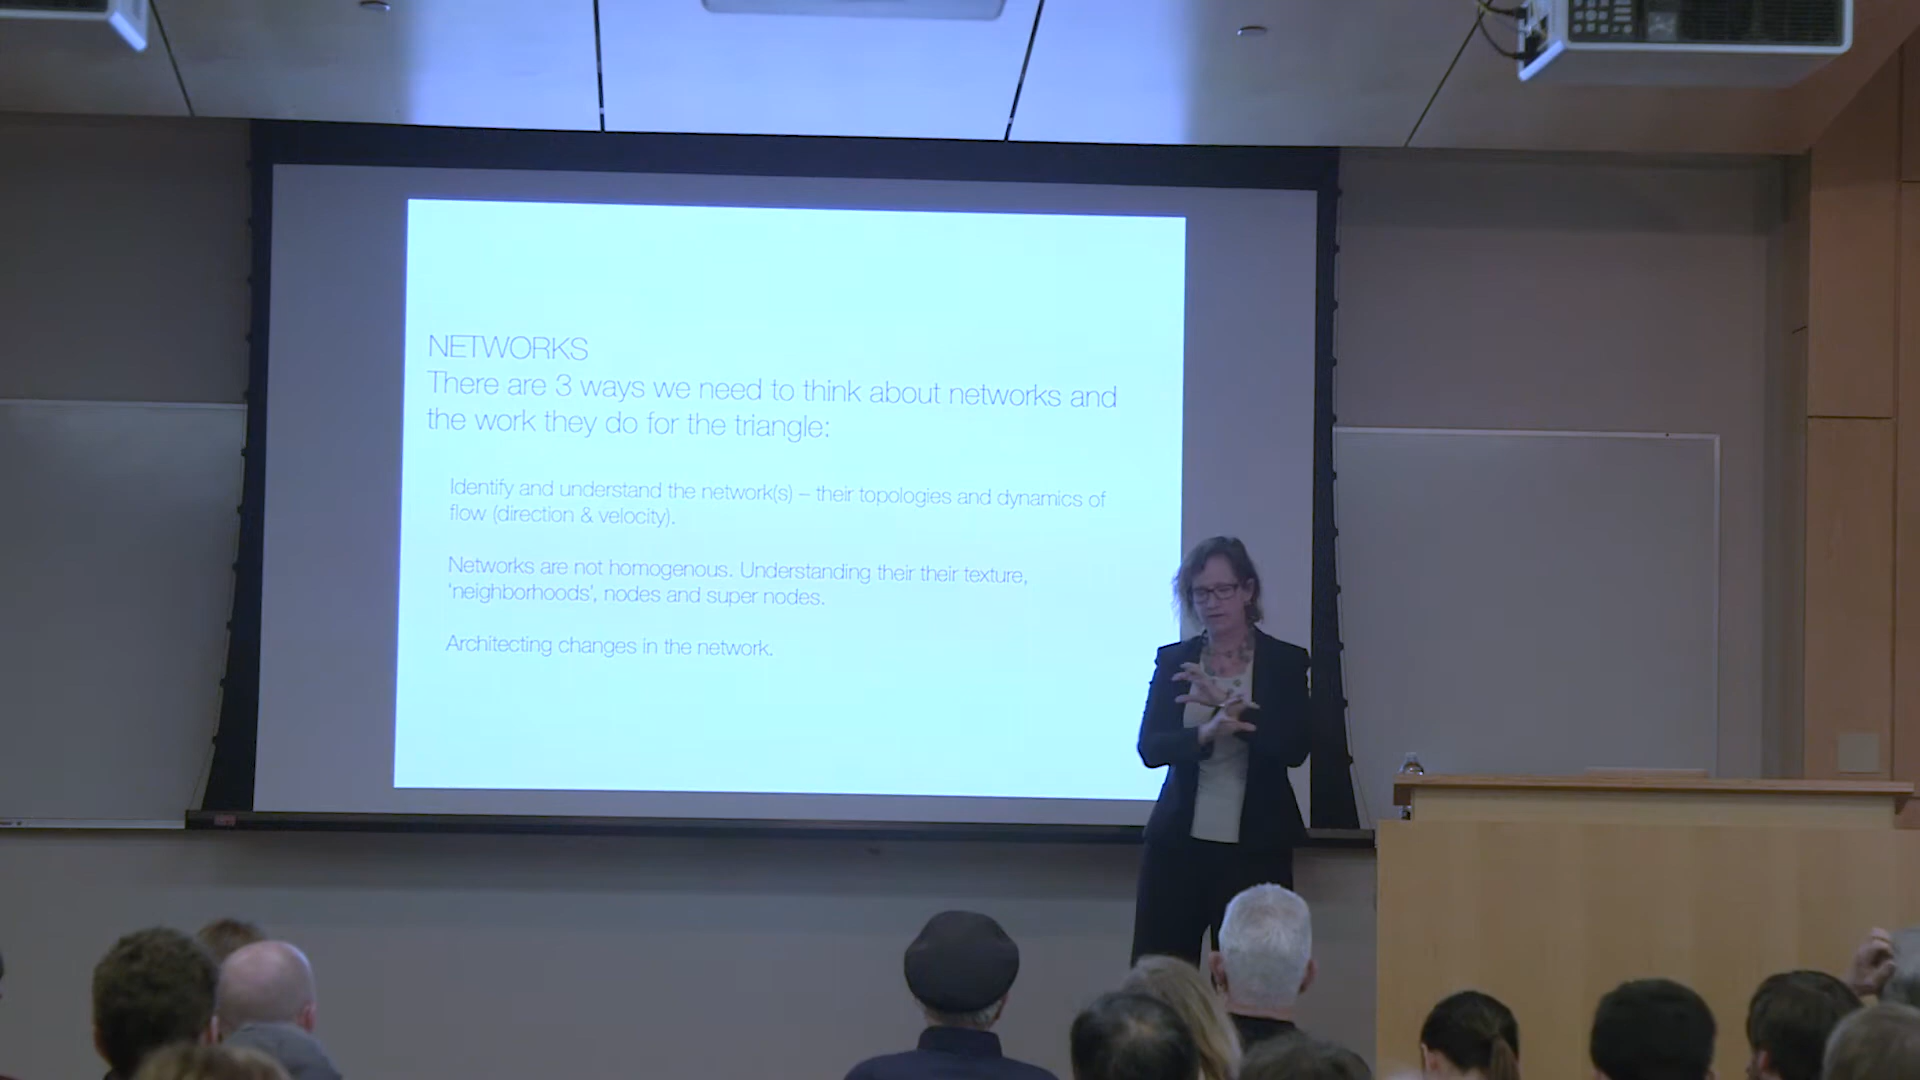 NETWORKS
There are 3 ways we need to think about networks and
the work they do for the triangle:
Identify and understand the network(s) – their topologies and dynamics of
flow (direction & velocity).
Networks are not homogenous. Understanding their their texture,
'neighborhoods', nodes and super nodes.
Architecting changes in the network.